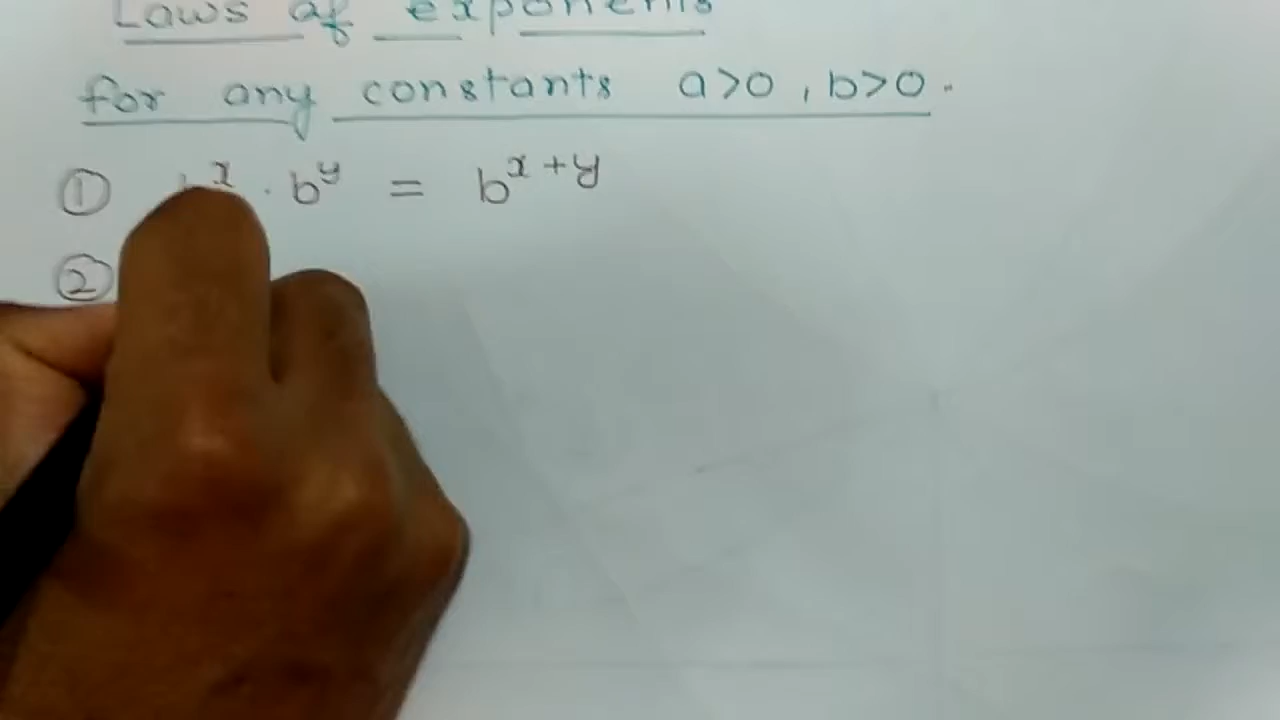 Laws of exponents
for any constants a>0, b>0.
① b^x · b^y = b^(x+y)
②